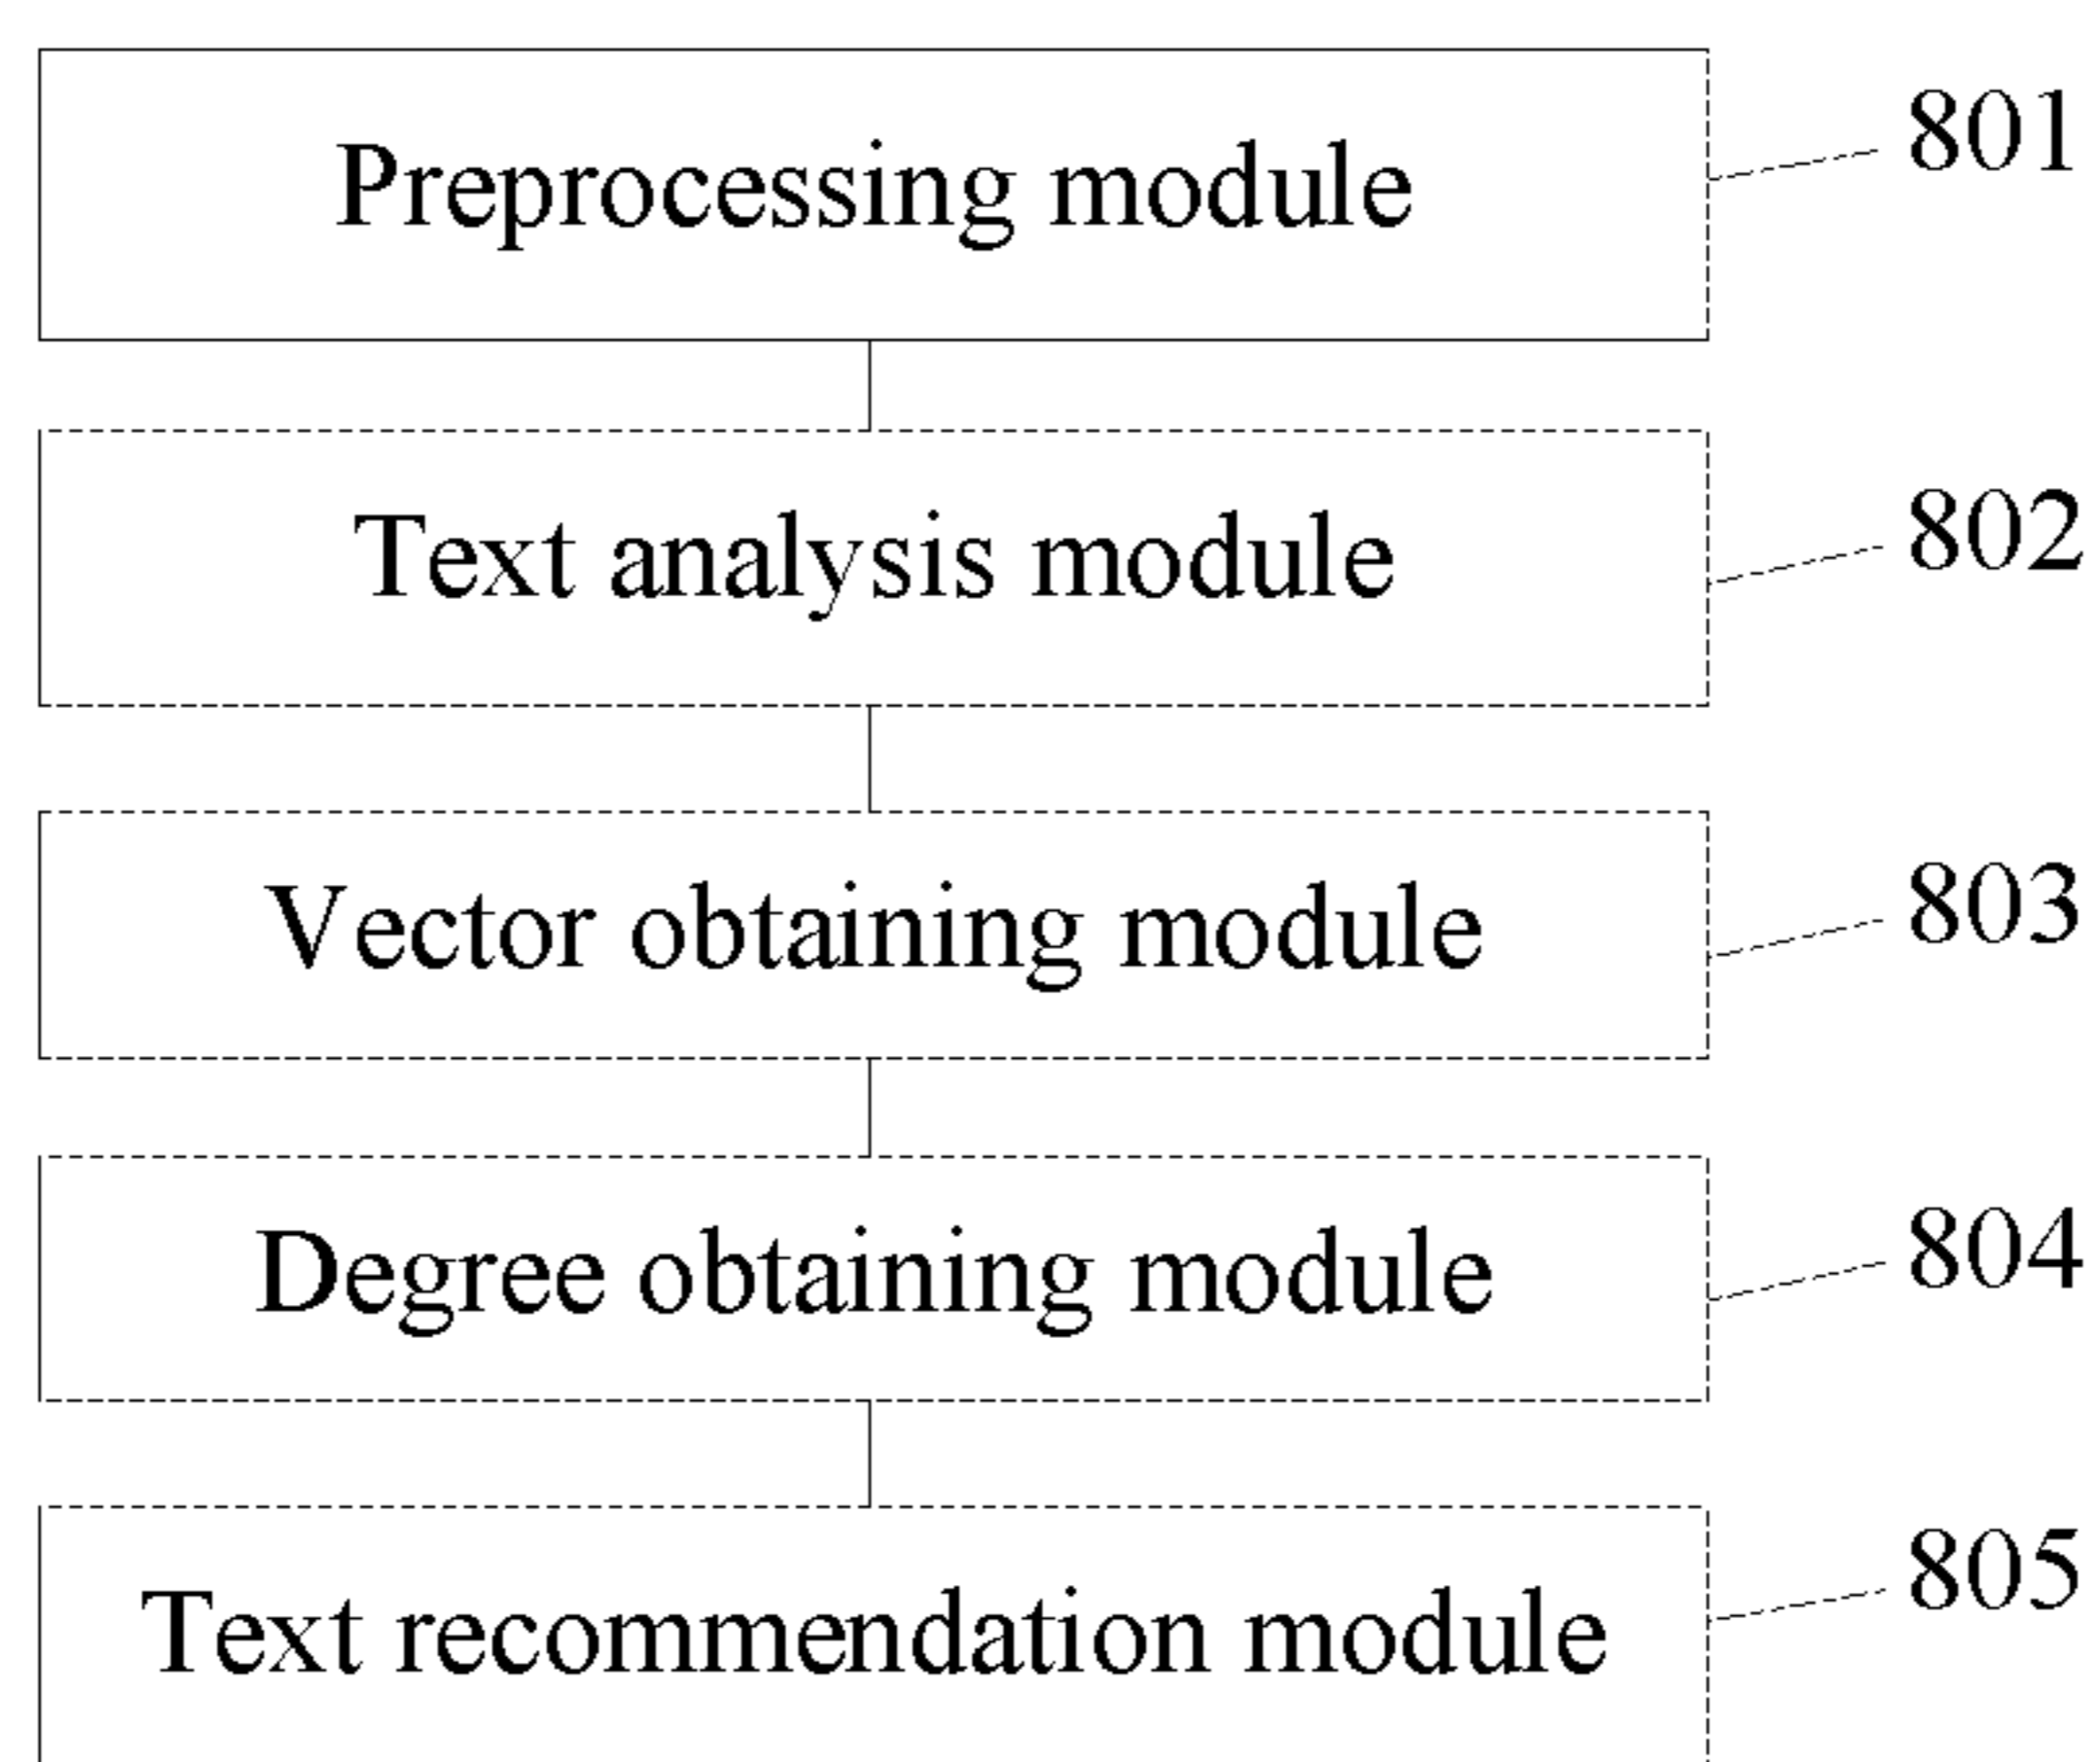 Preprocessing module 801
Text analysis module 802
Vector obtaining module 803
Degree obtaining module 804
Text recommendation module 805